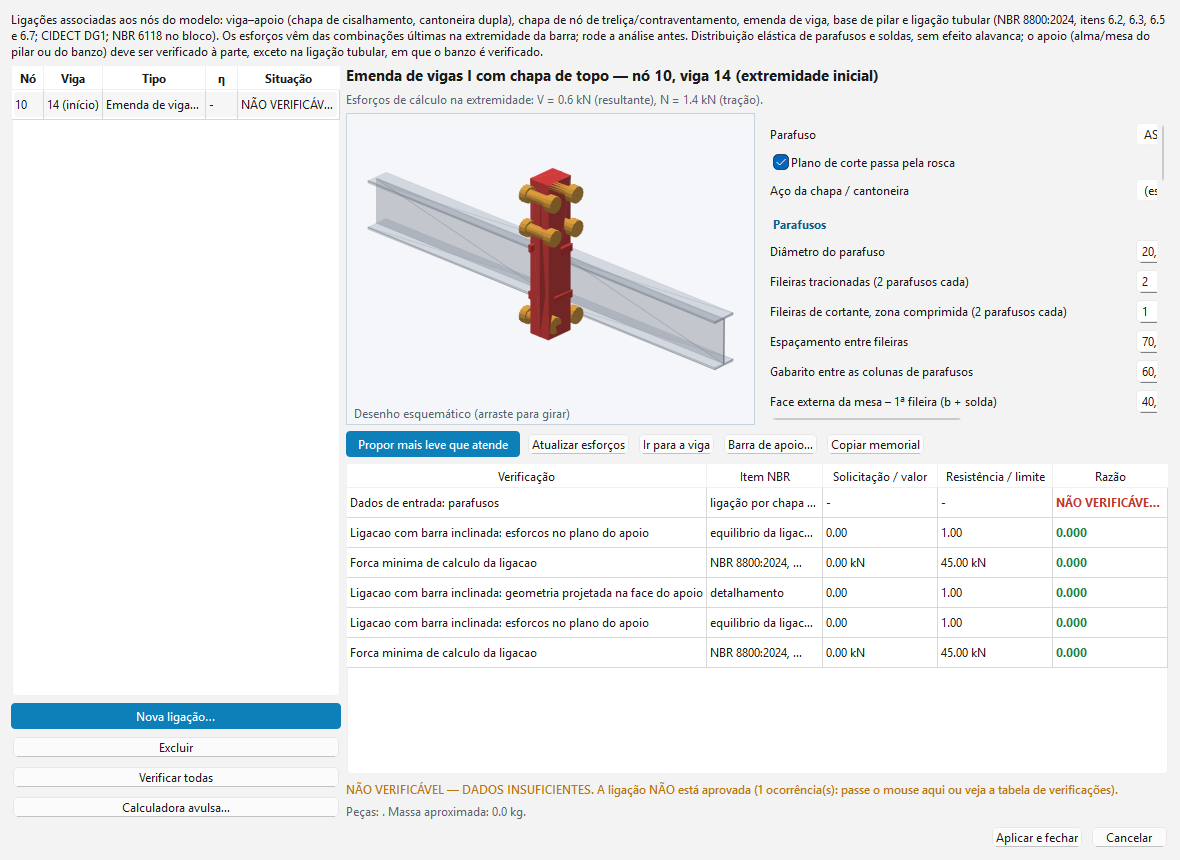 Ligações associadas aos nós do modelo: viga–apoio (chapa de cisalhamento, cantoneira dupla), chapa de nó de treliça/contraventamento, emenda de viga, base de pilar e ligação tubular (NBR 8800:2024, itens 6.2, 6.3, 6.5
e 6.7; CIDECT DG1; NBR 6118 no bloco). Os esforços vêm das combinações últimas na extremidade da barra; rode a análise antes. Distribuição elástica de parafusos e soldas, sem efeito alavanca; o apoio (alma/mesa do
pilar ou do banzo) deve ser verificado à parte, exceto na ligação tubular, em que o banzo é verificado.
Nó Viga Tipo η Situação
10 14 (início) Emenda de viga... - NÃO VERIFICÁV...
Nova ligação...
Excluir
Verificar todas
Calculadora avulsa...
Emenda de vigas I com chapa de topo — nó 10, viga 14 (extremidade inicial)
Esforços de cálculo na extremidade: V = 0.6 kN (resultante), N = 1.4 kN (tração).
Desenho esquemático (arraste para girar)
Parafuso AS
Plano de corte passa pela rosca
Aço da chapa / cantoneira (es
Parafusos
Diâmetro do parafuso 20,
Fileiras tracionadas (2 parafusos cada) 2
Fileiras de cortante, zona comprimida (2 parafusos cada) 1
Espaçamento entre fileiras 70,
Gabarito entre as colunas de parafusos 60,
Face externa da mesa – 1ª fileira (b + solda) 40,
Propor mais leve que atende Atualizar esforços Ir para a viga Barra de apoio... Copiar memorial
Verificação Item NBR Solicitação / valor Resistência / limite Razão
Dados de entrada: parafusos ligação por chapa ... - - NÃO VERIFICÁVE...
Ligacao com barra inclinada: esforcos no plano do apoio equilibrio da ligac... 0.00 1.00 0.000
Forca minima de calculo da ligacao NBR 8800:2024, ... 0.00 kN 45.00 kN 0.000
Ligacao com barra inclinada: geometria projetada na face do apoio detalhamento 0.00 1.00 0.000
Ligacao com barra inclinada: esforcos no plano do apoio equilibrio da ligac... 0.00 1.00 0.000
Forca minima de calculo da ligacao NBR 8800:2024, ... 0.00 kN 45.00 kN 0.000
NÃO VERIFICÁVEL — DADOS INSUFICIENTES. A ligação NÃO está aprovada (1 ocorrência(s): passe o mouse aqui ou veja a tabela de verificações).
Peças: . Massa aproximada: 0.0 kg.
Aplicar e fechar Cancelar